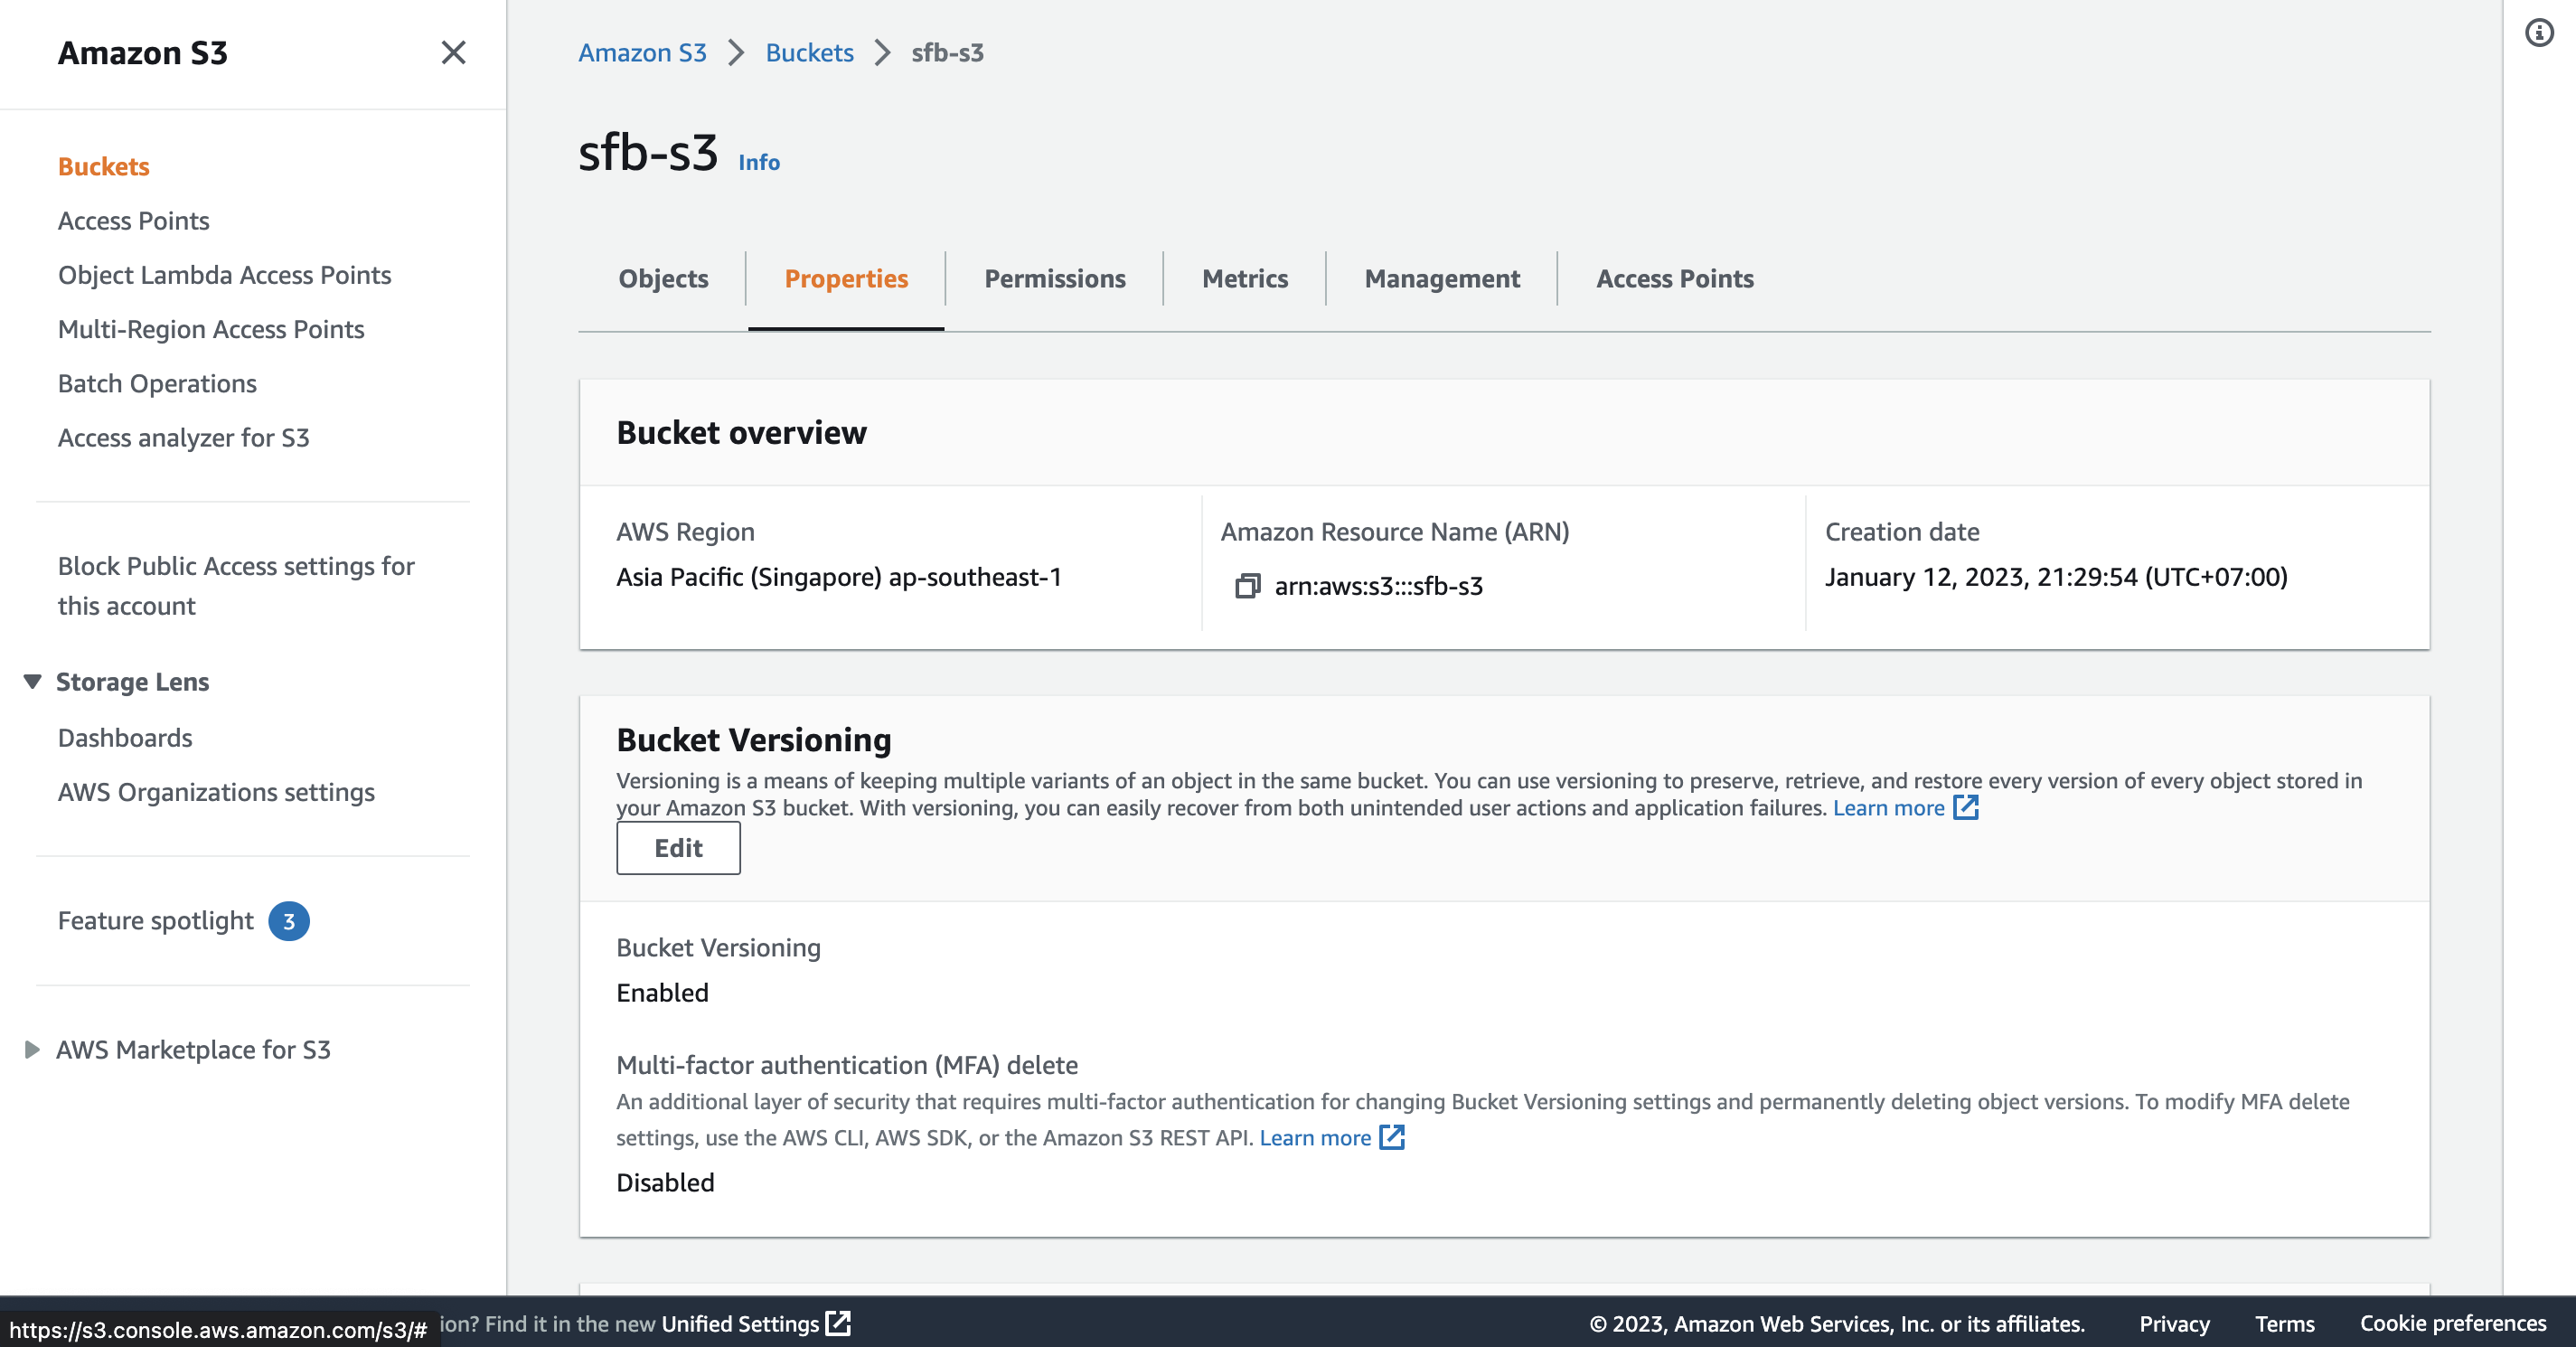 Amazon S3
Buckets
Access Points
Object Lambda Access Points
Multi-Region Access Points
Batch Operations
Access analyzer for S3
Block Public Access settings for
this account
Storage Lens
Dashboards
AWS Organizations settings
Feature spotlight 3
AWS Marketplace for S3
Amazon S3 > Buckets > sfb-s3
sfb-s3 Info
Objects Properties Permissions Metrics Management Access Points
Bucket overview
AWS Region
Asia Pacific (Singapore) ap-southeast-1
Amazon Resource Name (ARN)
arn:aws:s3:::sfb-s3
Creation date
January 12, 2023, 21:29:54 (UTC+07:00)
Bucket Versioning
Versioning is a means of keeping multiple variants of an object in the same bucket. You can use versioning to preserve, retrieve, and restore every version of every object stored in
your Amazon S3 bucket. With versioning, you can easily recover from both unintended user actions and application failures. Learn more
Edit
Bucket Versioning
Enabled
Multi-factor authentication (MFA) delete
An additional layer of security that requires multi-factor authentication for changing Bucket Versioning settings and permanently deleting object versions. To modify MFA delete
settings, use the AWS CLI, AWS SDK, or the Amazon S3 REST API. Learn more
Disabled
https://s3.console.aws.amazon.com/s3/# ion? Find it in the new Unified Settings © 2023, Amazon Web Services, Inc. or its affiliates. Privacy Terms Cookie preferences